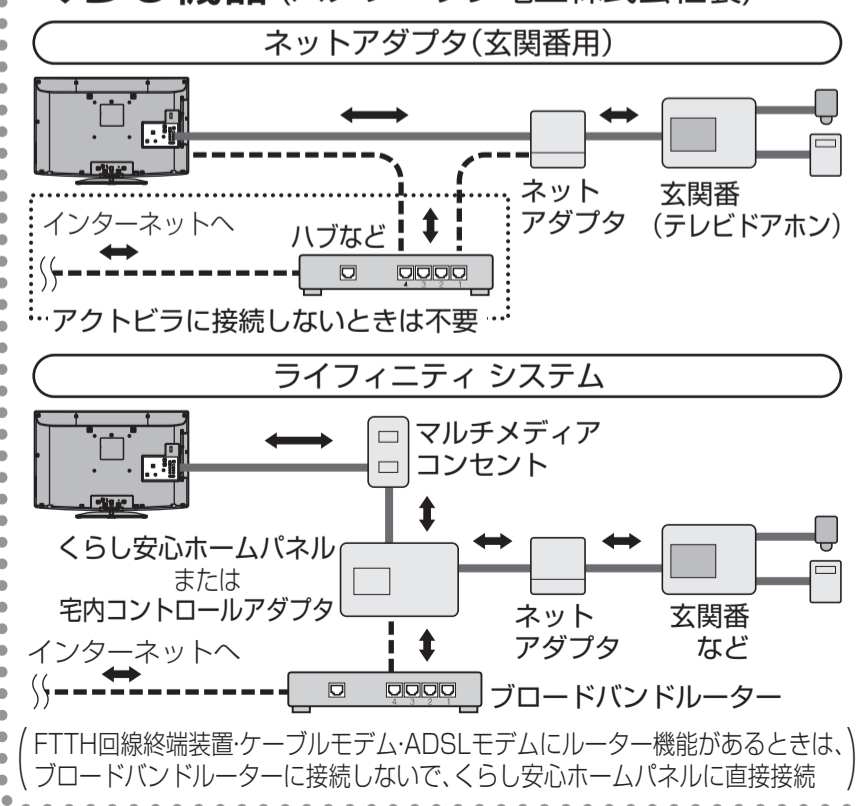 ネットアダプタ（玄関番用）
ネット
アダプタ
玄関番
（テレビドアホン）
インターネットへ
ハブなど
4 3 2 1
アクトビラに接続しないときは不要
ライフィニティ システム
マルチメディア
コンセント
くらし安心ホームパネル
または
宅内コントロールアダプタ
ネット
アダプタ
玄関番
など
インターネットへ
4 3 2 1
ブロードバンドルーター
（FTTH回線終端装置・ケーブルモデム・ADSLモデムにルーター機能があるときは、
ブロードバンドルーターに接続しないで、くらし安心ホームパネルに直接接続）